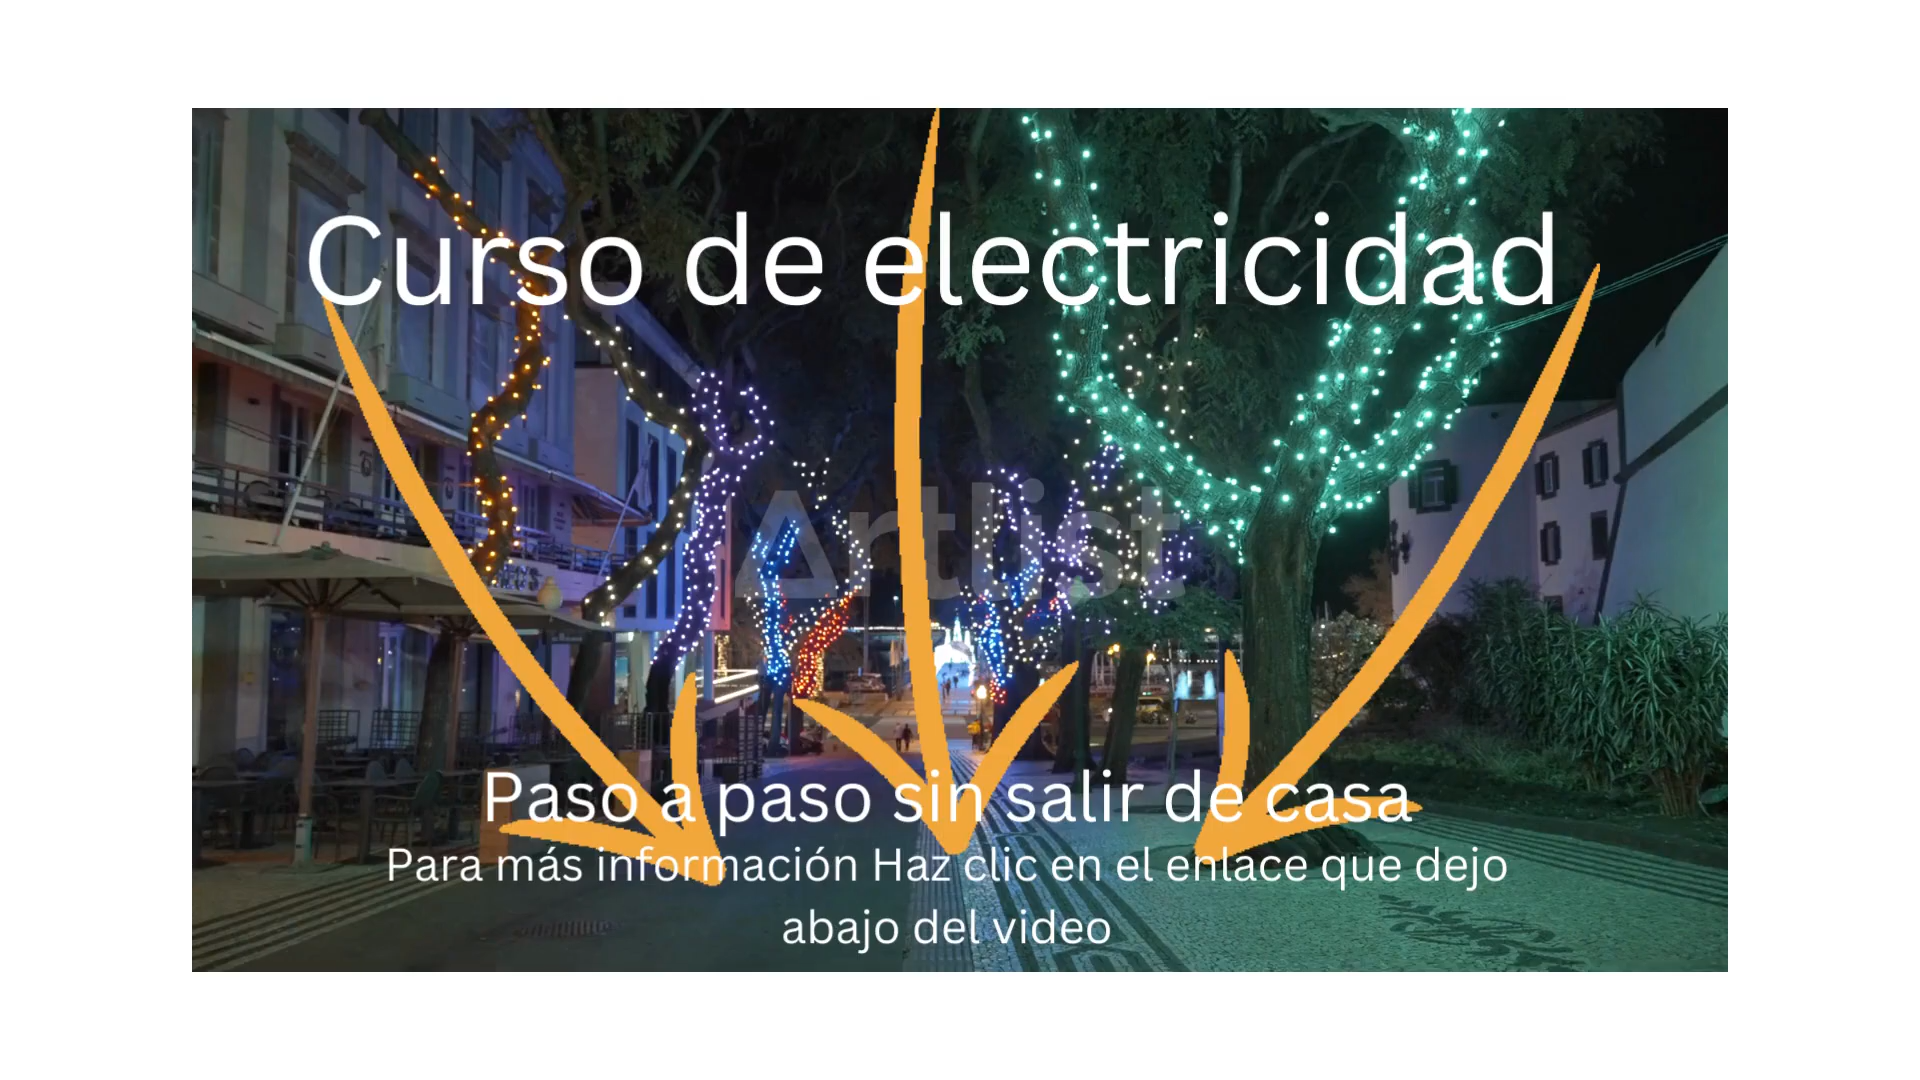 Curso de electricidad
Artlist
Paso a paso sin salir de casa
Para más información Haz clic en el enlace que dejo
abajo del video